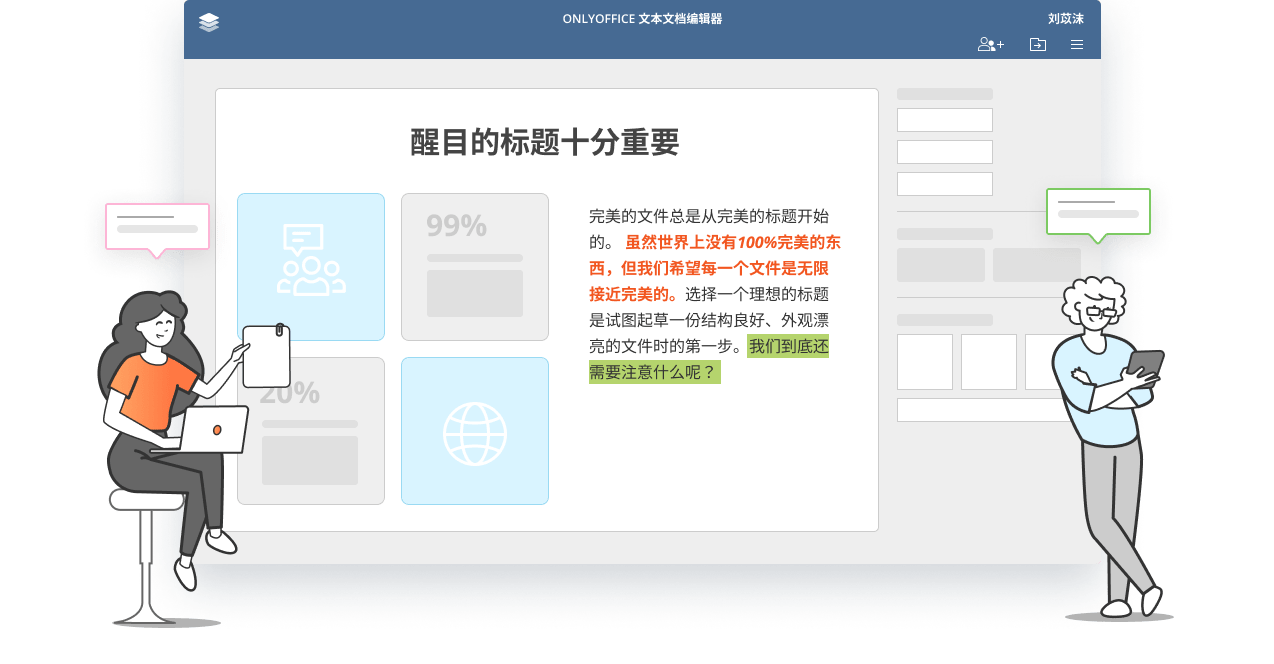 ONLYOFFICE 文本文档编辑器
刘苡沫
醒目的标题十分重要
99%
20%
完美的文件总是从完美的标题开始
的。 虽然世界上没有100%完美的东
西，但我们希望每一个文件是无限
接近完美的。选择一个理想的标题
是试图起草一份结构良好、外观漂
亮的文件时的第一步。我们到底还
需要注意什么呢？